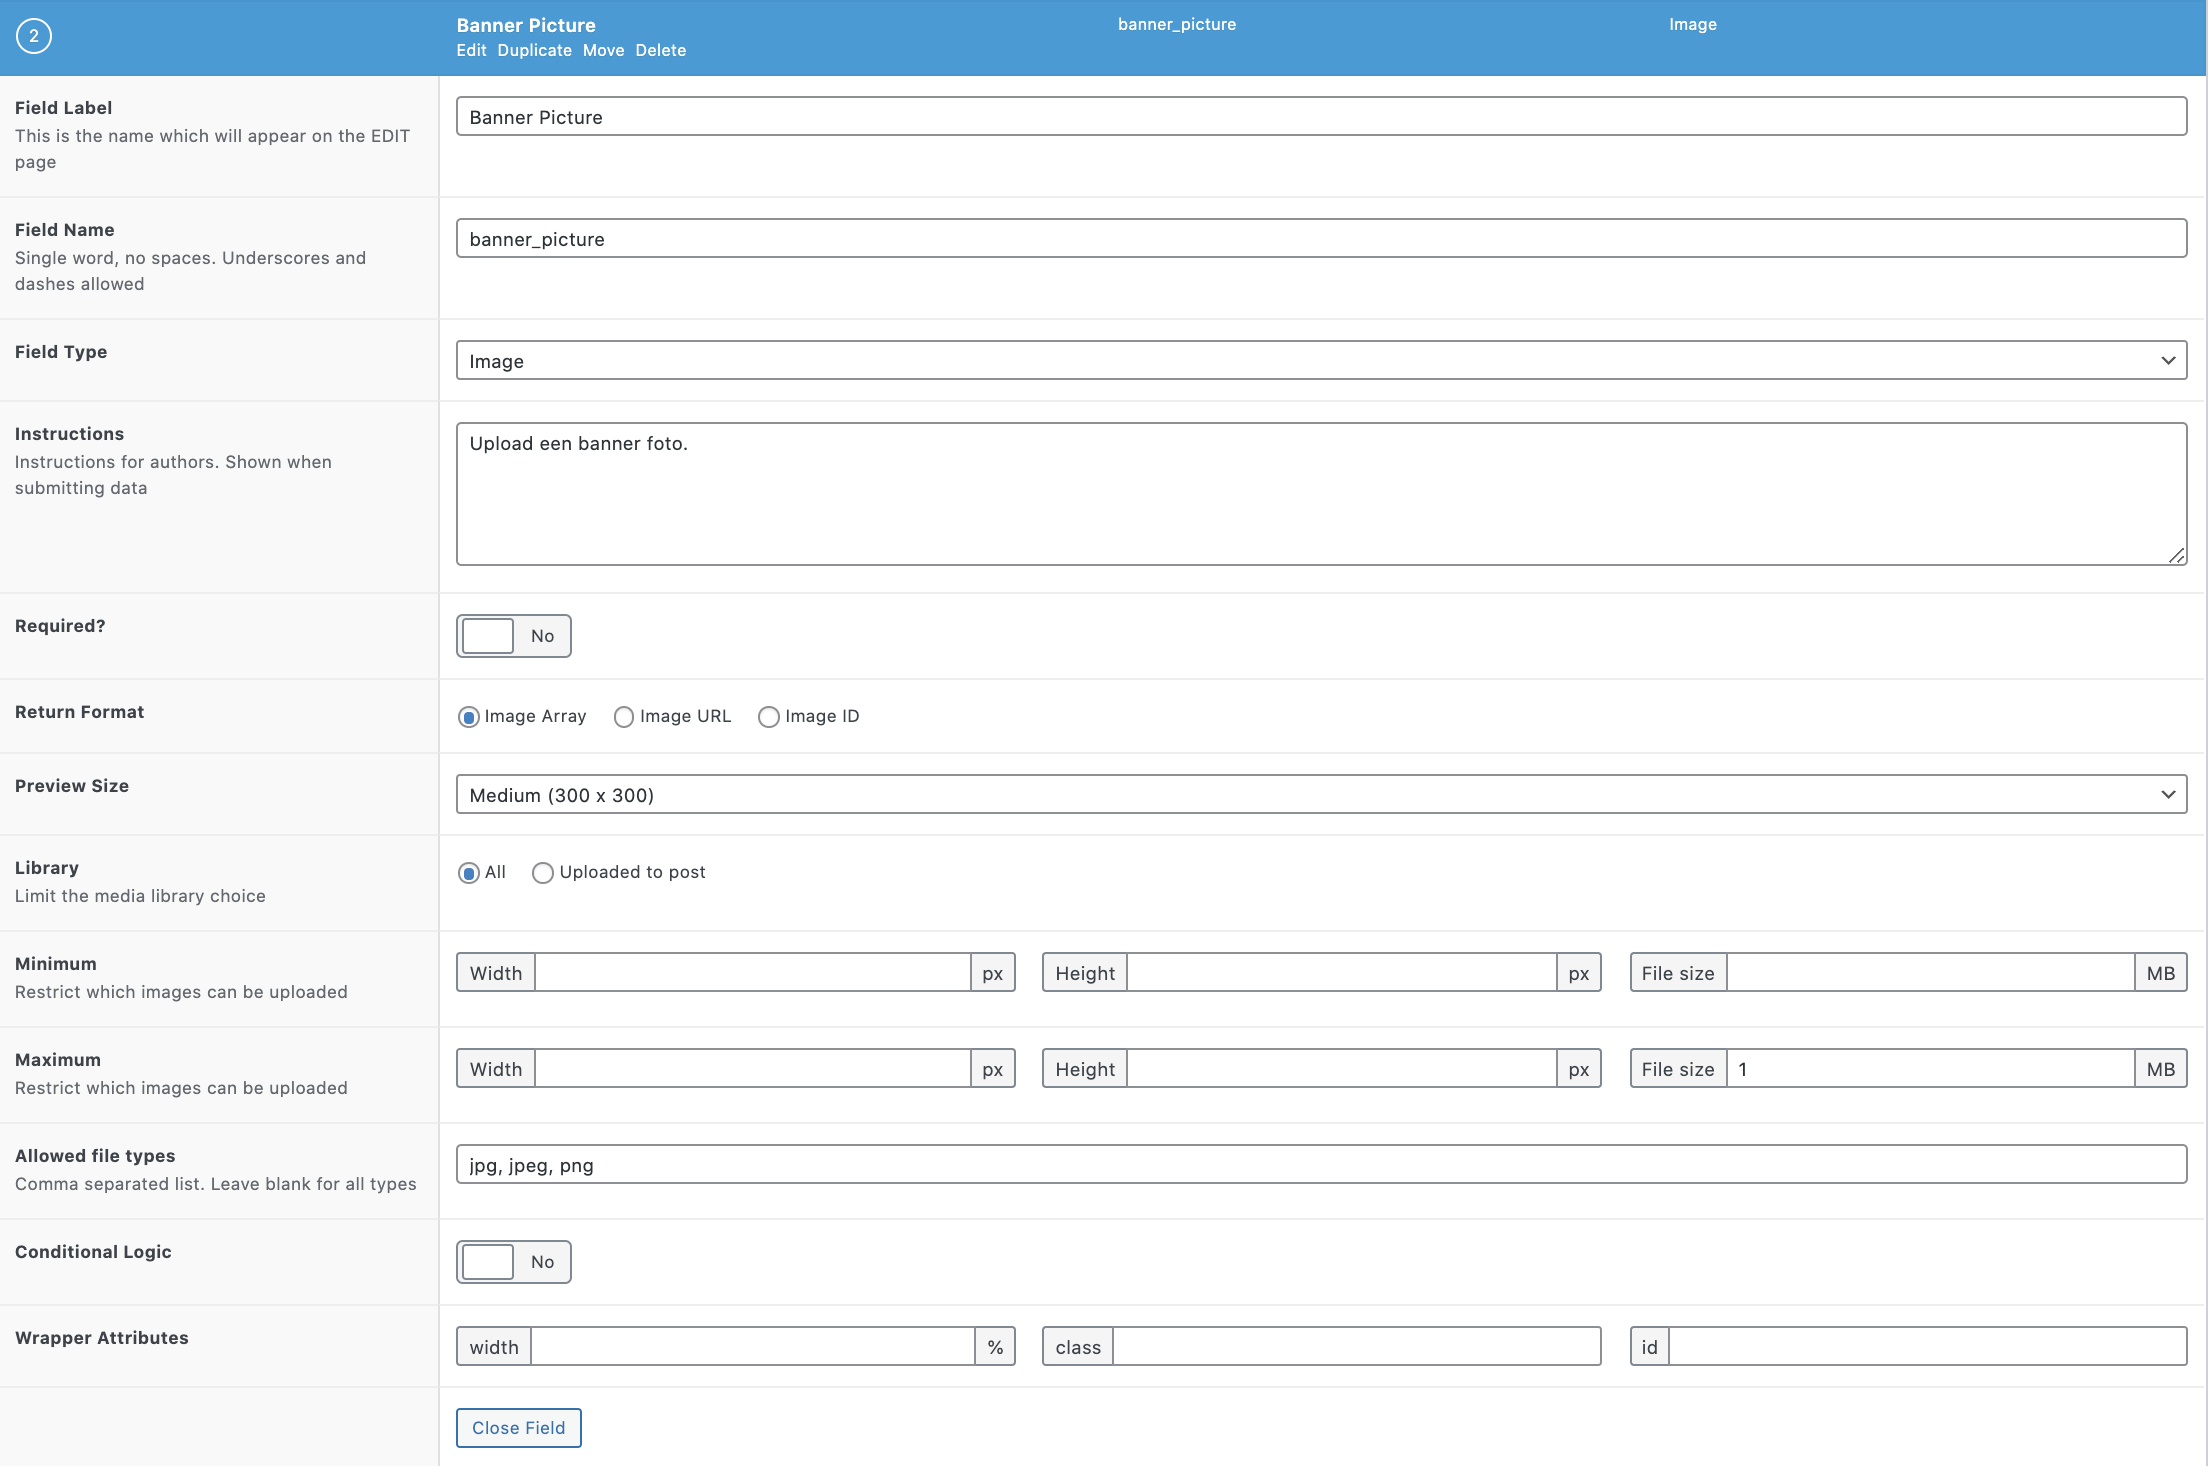 2
Banner Picture
banner_picture
Image
Edit Duplicate Move Delete
Field Label
This is the name which will appear on the EDIT
page
Banner Picture
Field Name
Single word, no spaces. Underscores and
dashes allowed
banner_picture
Field Type
Image
Instructions
Instructions for authors. Shown when
submitting data
Upload een banner foto.
Required?
No
Return Format
Image Array Image URL Image ID
Preview Size
Medium (300 x 300)
Library
Limit the media library choice
All Uploaded to post
Minimum
Restrict which images can be uploaded
Width px Height px File size MB
Maximum
Restrict which images can be uploaded
Width px Height px File size 1 MB
Allowed file types
Comma separated list. Leave blank for all types
jpg, jpeg, png
Conditional Logic
No
Wrapper Attributes
width % class id
Close Field